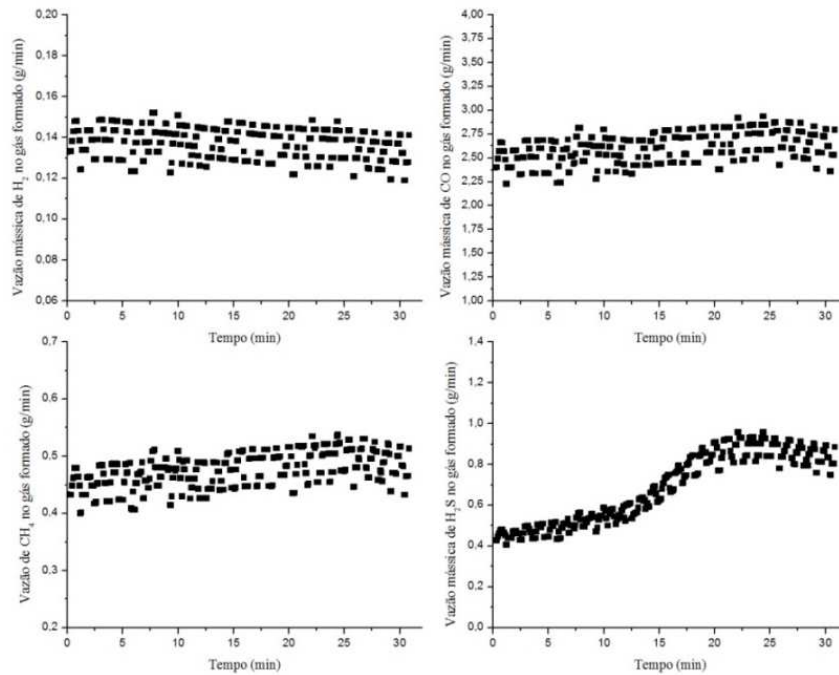 Vazão mássica de H₂ no gás formado (g/min)
0,20
0,18
0,16
0,14
0,12
0,10
0,08
0,06
0 5 10 15 20 25 30
Tempo (min)
Vazão mássica de CO no gás formado (g/min)
4,00
3,75
3,50
3,25
3,00
2,75
2,50
2,25
2,00
1,75
1,50
1,25
1,00
0 5 10 15 20 25 30
Tempo (min)
Vazão de CH₄ no gás formado (g/min)
0,7
0,6
0,5
0,4
0,3
0,2
0 5 10 15 20 25 30
Tempo (min)
Vazão mássica de H₂S no gás formado (g/min)
1,4
1,2
1,0
0,8
0,6
0,4
0,2
0,0
0 5 10 15 20 25 30
Tempo (min)